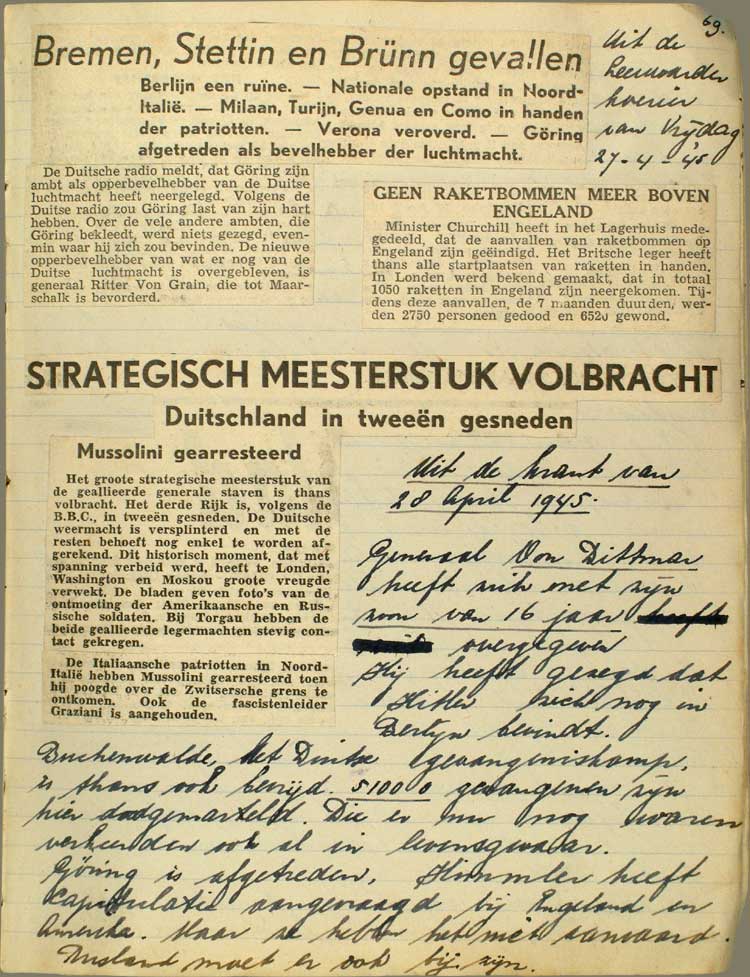 69.
Bremen, Stettin en Brünn gevallen
Berlijn een ruïne. — Nationale opstand in Noord-
Italië. — Milaan, Turijn, Genua en Como in handen
der patriotten. — Verona veroverd. — Göring
afgetreden als bevelhebber der luchtmacht.
Uit de
Leeuwarder
koerier
van Vrijdag
27-4-'45
De Duitsche radio meldt, dat Göring zijn
ambt als opperbevelhebber van de Duitse
luchtmacht heeft neergelegd. Volgens de
Duitse radio zou Göring last van zijn hart
hebben. Over de vele andere ambten, die
Göring bekleedt, werd niets gezegd, even-
min waar hij zich zou bevinden. De nieuwe
opperbevelhebber van wat er nog van de
Duitse luchtmacht is overgebleven, is
generaal Ritter Von Grain, die tot Maar-
schalk is bevorderd.
GEEN RAKETBOMMEN MEER BOVEN
ENGELAND
Minister Churchill heeft in het Lagerhuis mede-
gedeeld, dat de aanvallen van raketbommen op
Engeland zijn geëindigd. Het Britsche leger heeft
thans alle startplaatsen van raketten in handen.
In Londen werd bekend gemaakt, dat in totaal
1050 raketten in Engeland zijn neergekomen. Tij-
dens deze aanvallen, de 7 maanden duurden, wer-
den 2750 personen gedood en 6520 gewond.
STRATEGISCH MEESTERSTUK VOLBRACHT
Duitschland in tweeën gesneden
Mussolini gearresteerd
Het groote strategische meesterstuk van
de geallieerde generale staven is thans
volbracht. Het derde Rijk is, volgens de
B.B.C., in tweeën gesneden. De Duitsche
weermacht is versplinterd en met de
resten behoeft nog enkel te worden af-
gerekend. Dit historisch moment, dat met
spanning verbeid werd, heeft te Londen,
Washington en Moskou groote vreugde
verwekt. De bladen geven foto's van de
ontmoeting der Amerikaansche en Rus-
sische soldaten. Bij Torgau hebben de
beide geallieerde legermachten stevig con-
tact gekregen.
De Italiaansche patriotten in Noord-
Italië hebben Mussolini gearresteerd toen
hij poogde over de Zwitsersche grens te
ontkomen. Ook de fascistenleider
Graziani is aangehouden.
Uit de krant van
28 April 1945.
Generaal Von Dittmar
heeft zich met zijn
zoon van 16 jaar heeft
overgegeven
Hij heeft gezegd dat
Hitler zich nog in
Berlijn bevindt.
Buchenwalde, het Duitse gevangeniskamp,
is thans ook bevrijd. 51000 gevangenen zijn
hier doodgemarteld. Die er nu nog waren
verkeerden ook al in levensgevaar.
Göring is afgetreden, Himmler heeft
Capitulatie aangevraagd bij Engeland en
Amerika. Maar ze hebben het niet aanvaard.
Rusland moet er ook bij zijn.